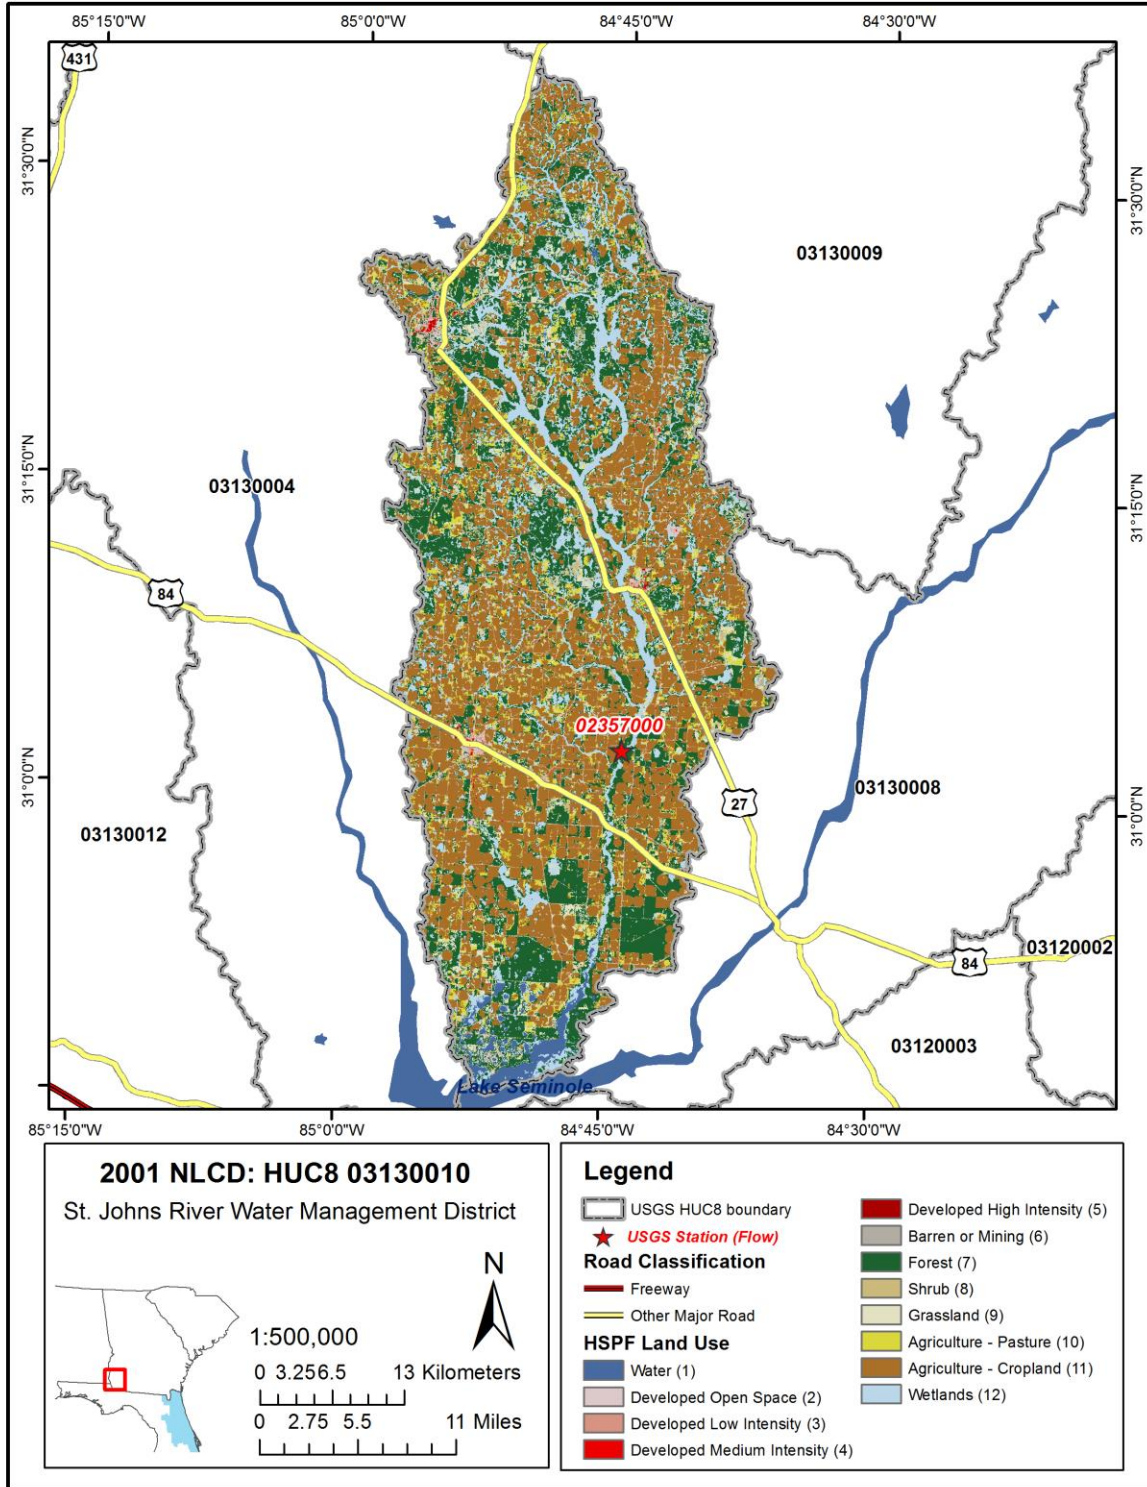 85°15'0"W 85°0'0"W 84°45'0"W 84°30'0"W
431
31°30'0"N
31°30'0"N
03130009
31°15'0"N
03130004
31°15'0"N
84
02357000
31°0'0"N
03130008
27
31°0'0"N
03130012
03120002
84
03120003
Lake Seminole
85°15'0"W 85°0'0"W 84°45'0"W 84°30'0"W
2001 NLCD: HUC8 03130010
St. Johns River Water Management District
N
1:500,000
0 3.256.5 13 Kilometers
0 2.75 5.5 11 Miles
Legend
USGS HUC8 boundary
USGS Station (Flow)
Road Classification
Freeway
Other Major Road
HSPF Land Use
Water (1)
Developed Open Space (2)
Developed Low Intensity (3)
Developed Medium Intensity (4)
Developed High Intensity (5)
Barren or Mining (6)
Forest (7)
Shrub (8)
Grassland (9)
Agriculture - Pasture (10)
Agriculture - Cropland (11)
Wetlands (12)